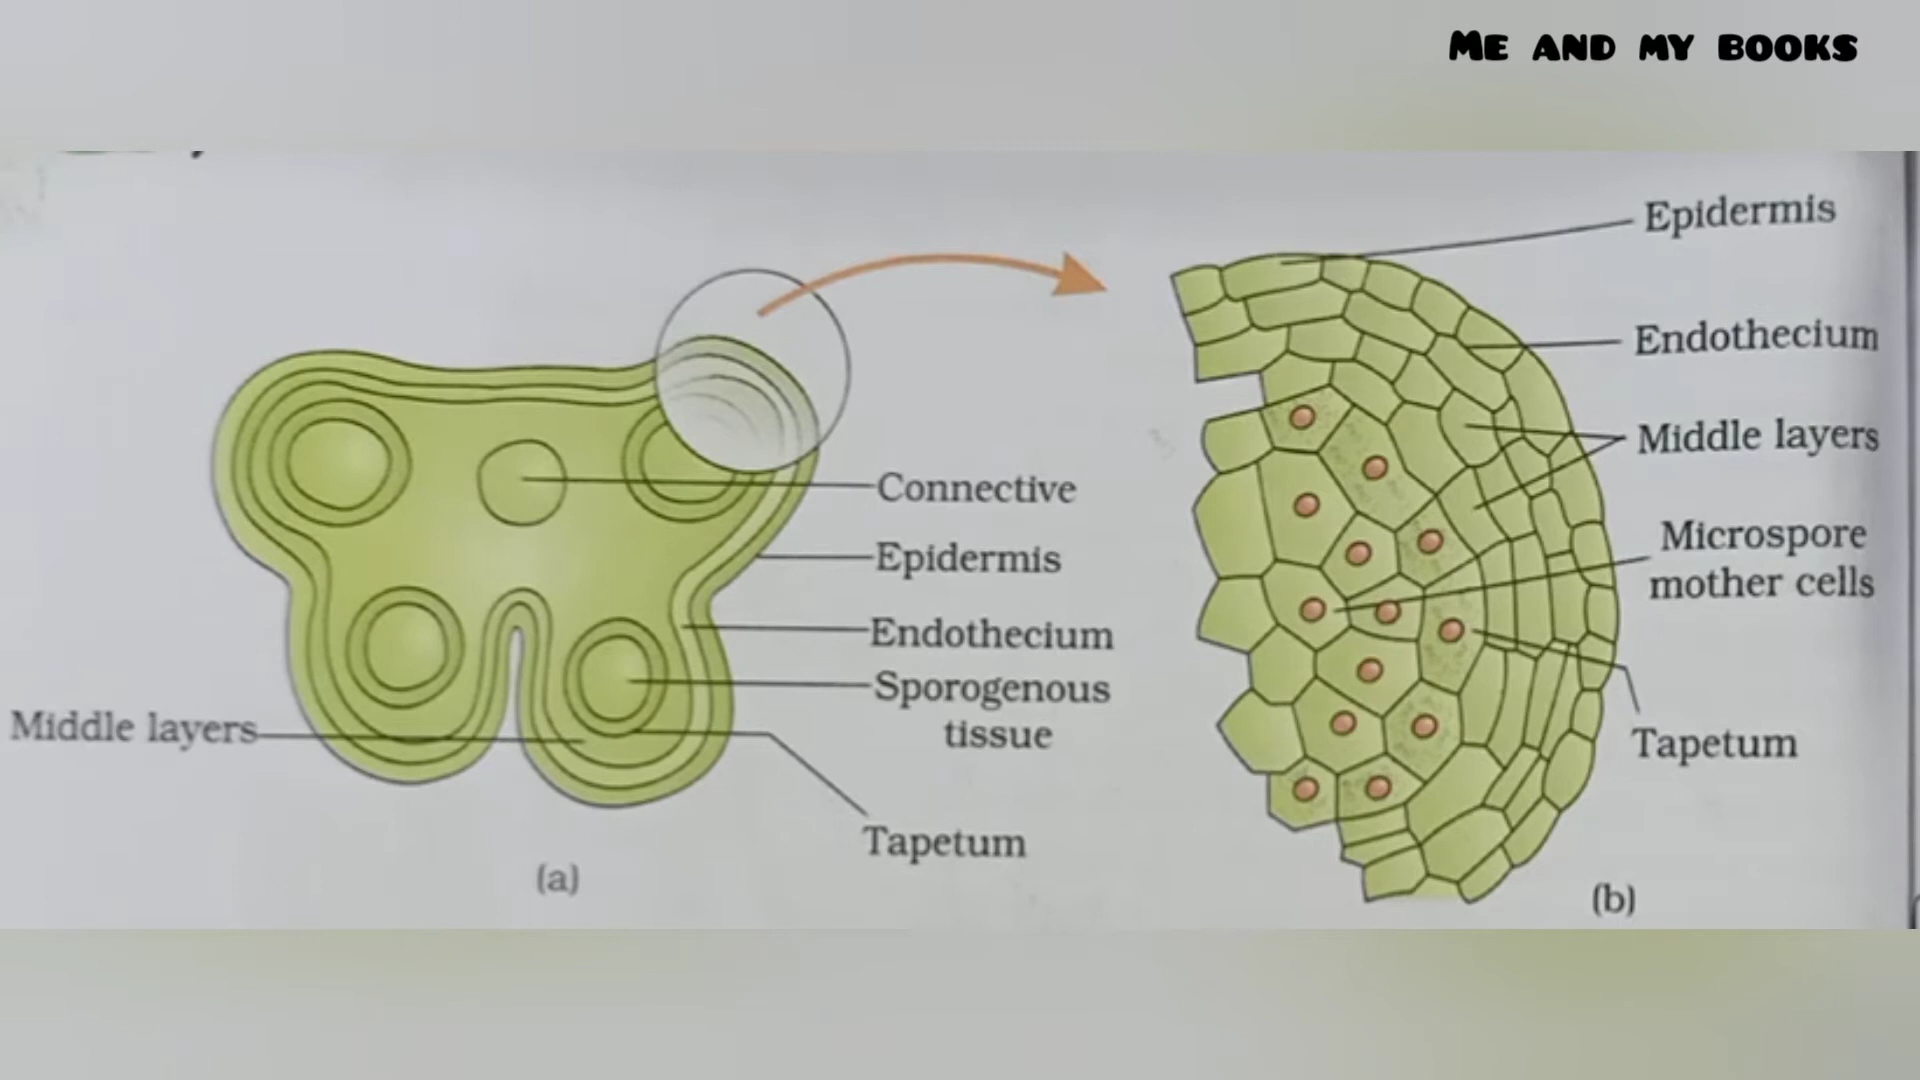 ME AND MY BOOKS
Connective
Epidermis
Endothecium
Sporogenous
tissue
Middle layers
Tapetum
(a)
Epidermis
Endothecium
Middle layers
Microspore
mother cells
Tapetum
(b)